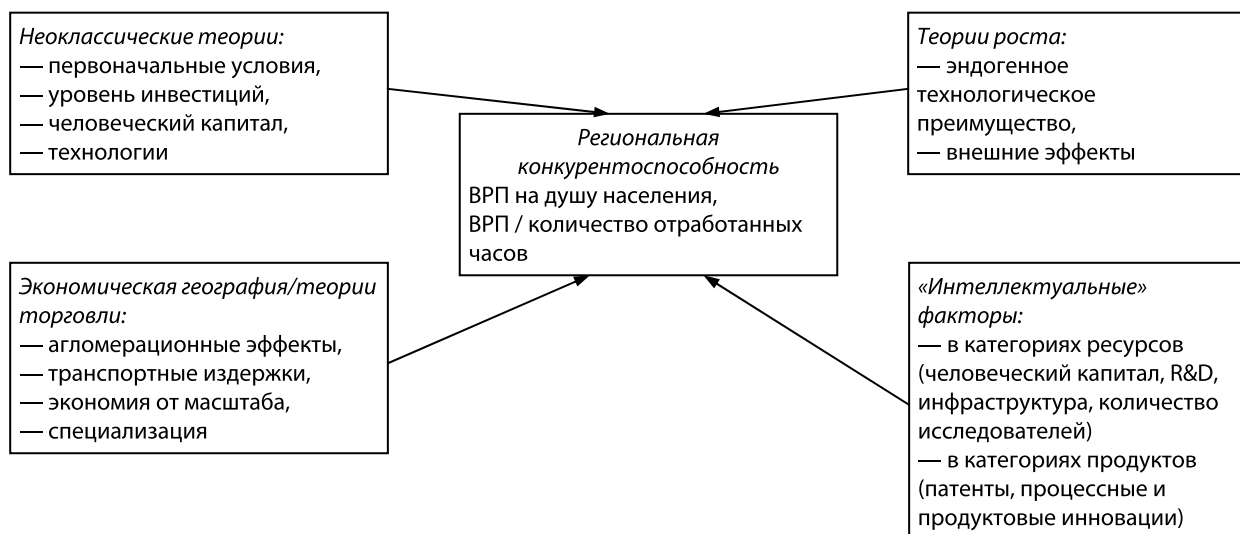 Неоклассические теории:
— первоначальные условия,
— уровень инвестиций,
— человеческий капитал,
— технологии
Теории роста:
— эндогенное
технологическое
преимущество,
— внешние эффекты
Региональная
конкурентоспособность
ВРП на душу населения,
ВРП / количество отработанных
часов
Экономическая география/теории
торговли:
— агломерационные эффекты,
— транспортные издержки,
— экономия от масштаба,
— специализация
«Интеллектуальные»
факторы:
— в категориях ресурсов
(человеческий капитал, R&D,
инфраструктура, количество
исследователей)
— в категориях продуктов
(патенты, процессные и
продуктовые инновации)